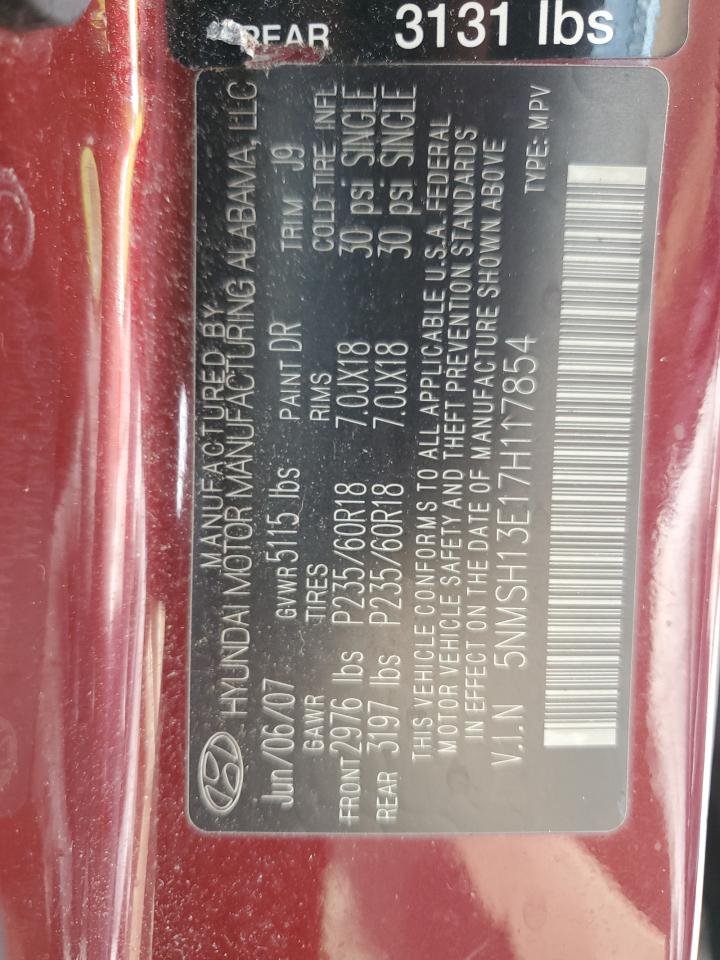 REAR 3131 lbs
MANUFACTURED BY
HYUNDAI MOTOR MANUFACTURING ALABAMA, LLC
Jun/06/07 GVWR 5115 lbs PAINT DR TRIM J9
GAWR TIRES RIMS COLD TIRE INFL
FRONT 2976 lbs P235/60R18 7.0JX18 30 psi SINGLE
REAR 3197 lbs P235/60R18 7.0JX18 30 psi SINGLE
THIS VEHICLE CONFORMS TO ALL APPLICABLE U.S.A. FEDERAL
MOTOR VEHICLE SAFETY AND THEFT PREVENTION STANDARDS
IN EFFECT ON THE DATE OF MANUFACTURE SHOWN ABOVE
V.I.N 5NMSH13E17H117854 TYPE: MPV